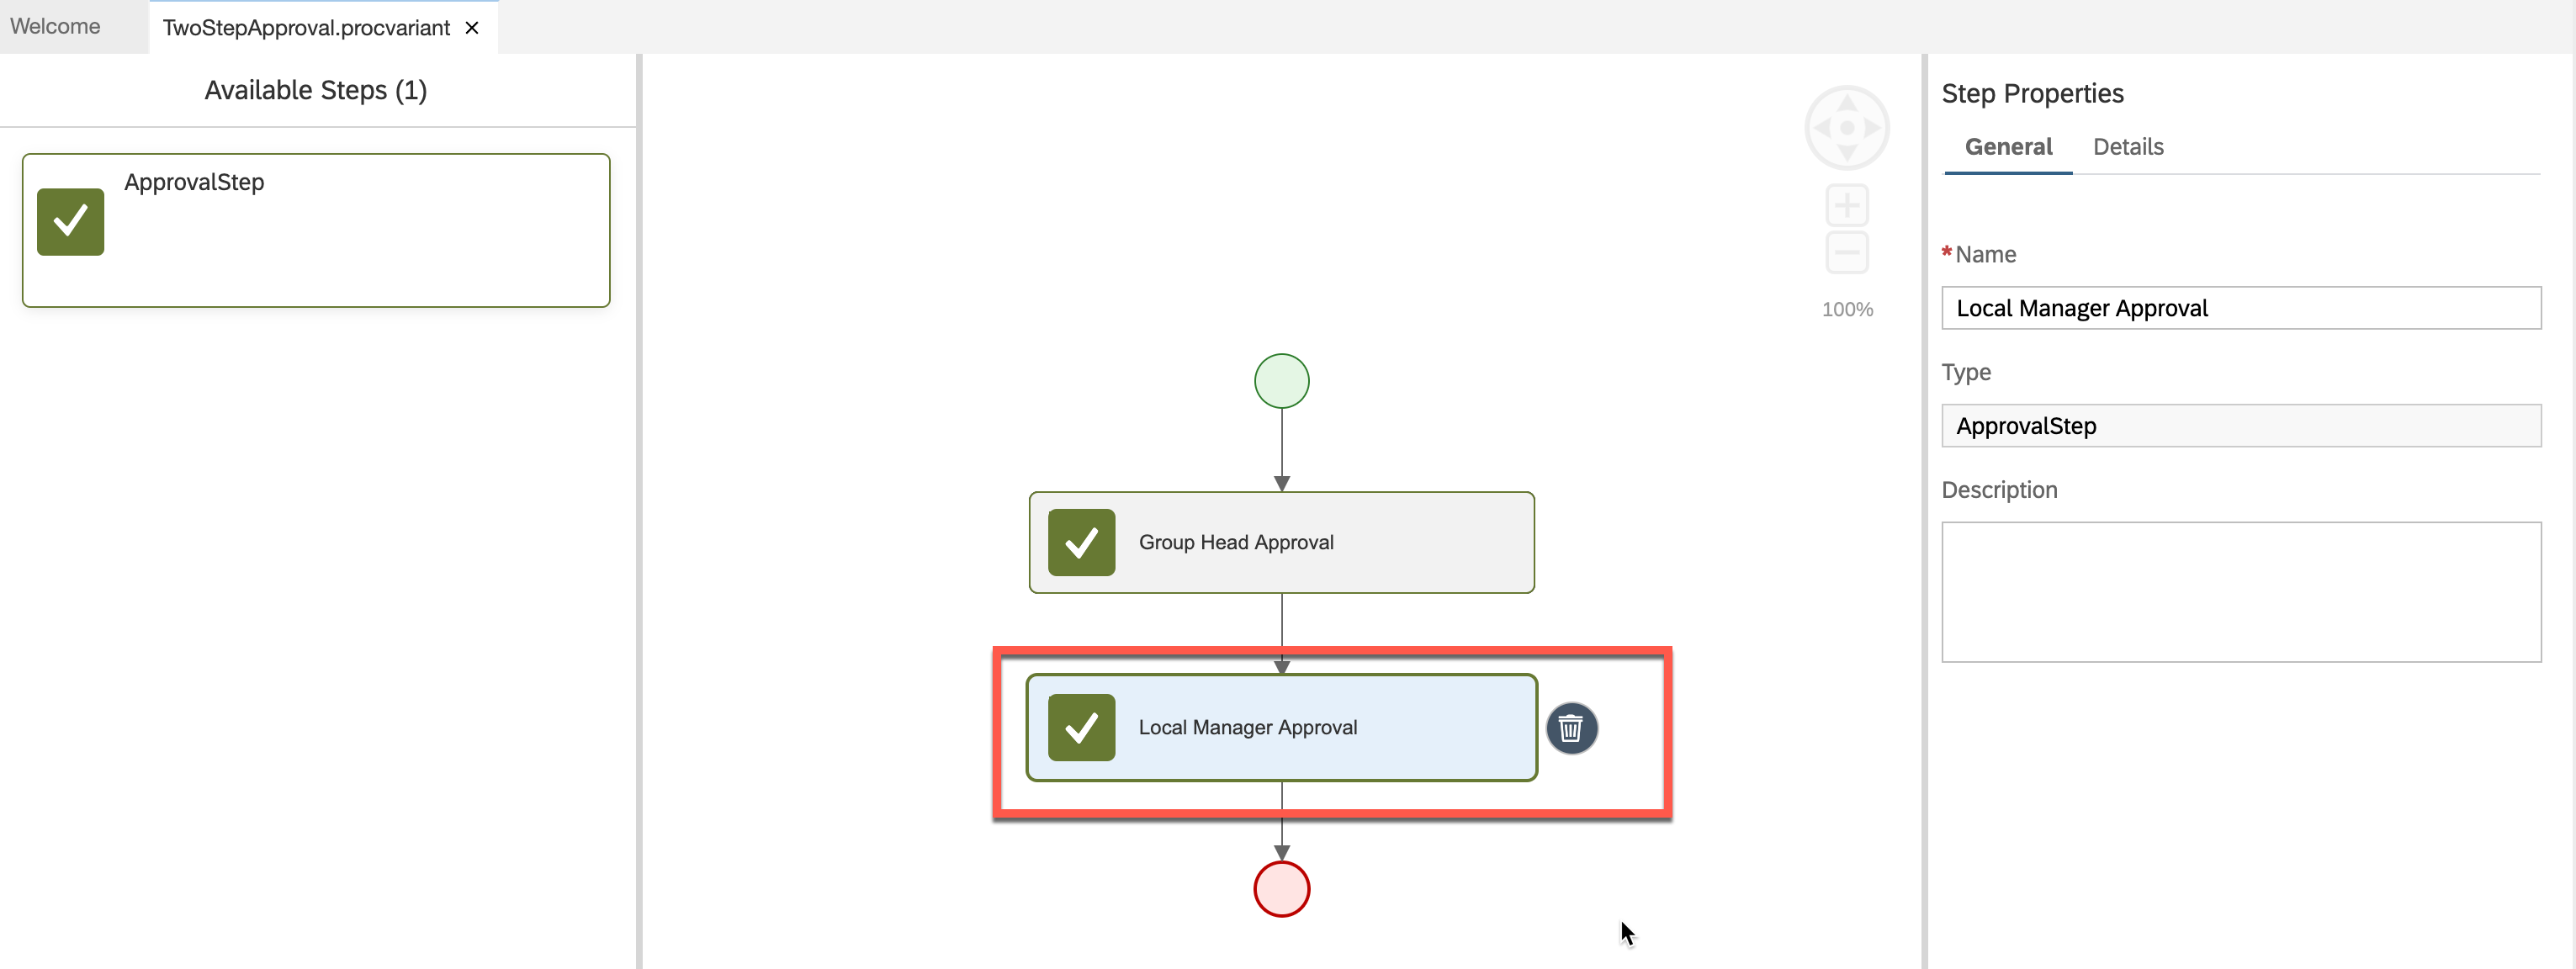 Welcome
TwoStepApproval.procvariant
Available Steps (1)
ApprovalStep
100%
Group Head Approval
Local Manager Approval
Step Properties
General Details
*Name
Local Manager Approval
Type
ApprovalStep
Description